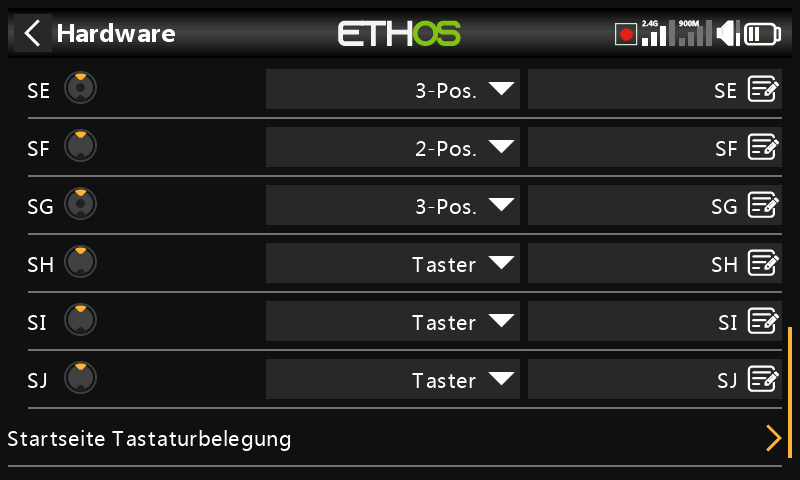 Hardware
ETHOS
2.4G
900M
SE 3-Pos. SE
SF 2-Pos. SF
SG 3-Pos. SG
SH Taster SH
SI Taster SI
SJ Taster SJ
Startseite Tastaturbelegung